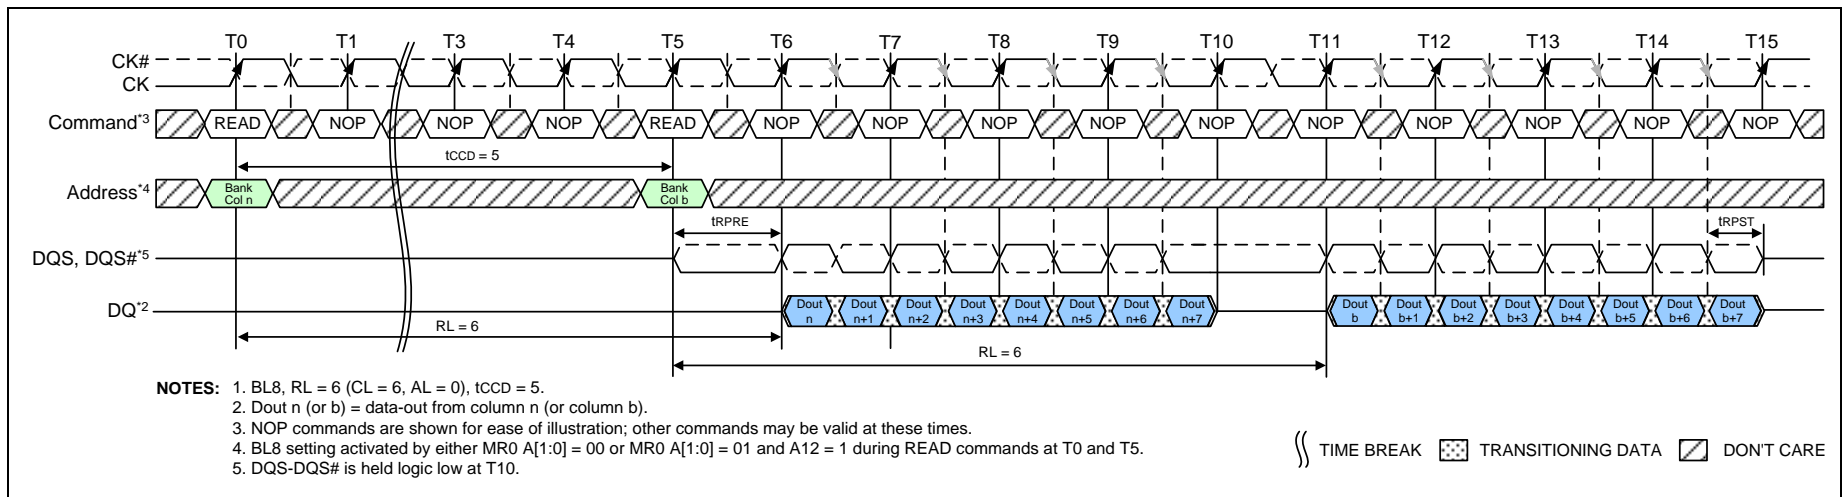 T0 T1 T3 T4 T5 T6 T7 T8 T9 T10 T11 T12 T13 T14 T15
CK#
CK
Command*3 READ NOP NOP NOP READ NOP NOP NOP NOP NOP NOP NOP NOP NOP NOP
tCCD = 5
Address*4 Bank Col n Bank Col b
tRPRE tRPST
DQS, DQS#*5
DQ*2 Dout n Dout n+1 Dout n+2 Dout n+3 Dout n+4 Dout n+5 Dout n+6 Dout n+7 Dout b Dout b+1 Dout b+2 Dout b+3 Dout b+4 Dout b+5 Dout b+6 Dout b+7
RL = 6
RL = 6
NOTES: 1. BL8, RL = 6 (CL = 6, AL = 0), tCCD = 5.
2. Dout n (or b) = data-out from column n (or column b).
3. NOP commands are shown for ease of illustration; other commands may be valid at these times.
4. BL8 setting activated by either MR0 A[1:0] = 00 or MR0 A[1:0] = 01 and A12 = 1 during READ commands at T0 and T5.
5. DQS-DQS# is held logic low at T10.
TIME BREAK TRANSITIONING DATA DON'T CARE